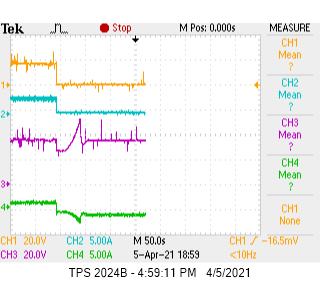 Tek Stop M Pos: 0.000s MEASURE
CH1
Mean
?
CH2
Mean
?
CH3
Mean
?
CH4
Mean
?
CH1
None
1
2
3
4
CH1 20.0V CH2 5.00A M 50.0s CH1 -16.5mV
CH3 20.0V CH4 5.00A 5-Apr-21 18:59 <10Hz
TPS 2024B - 4:59:11 PM 4/5/2021